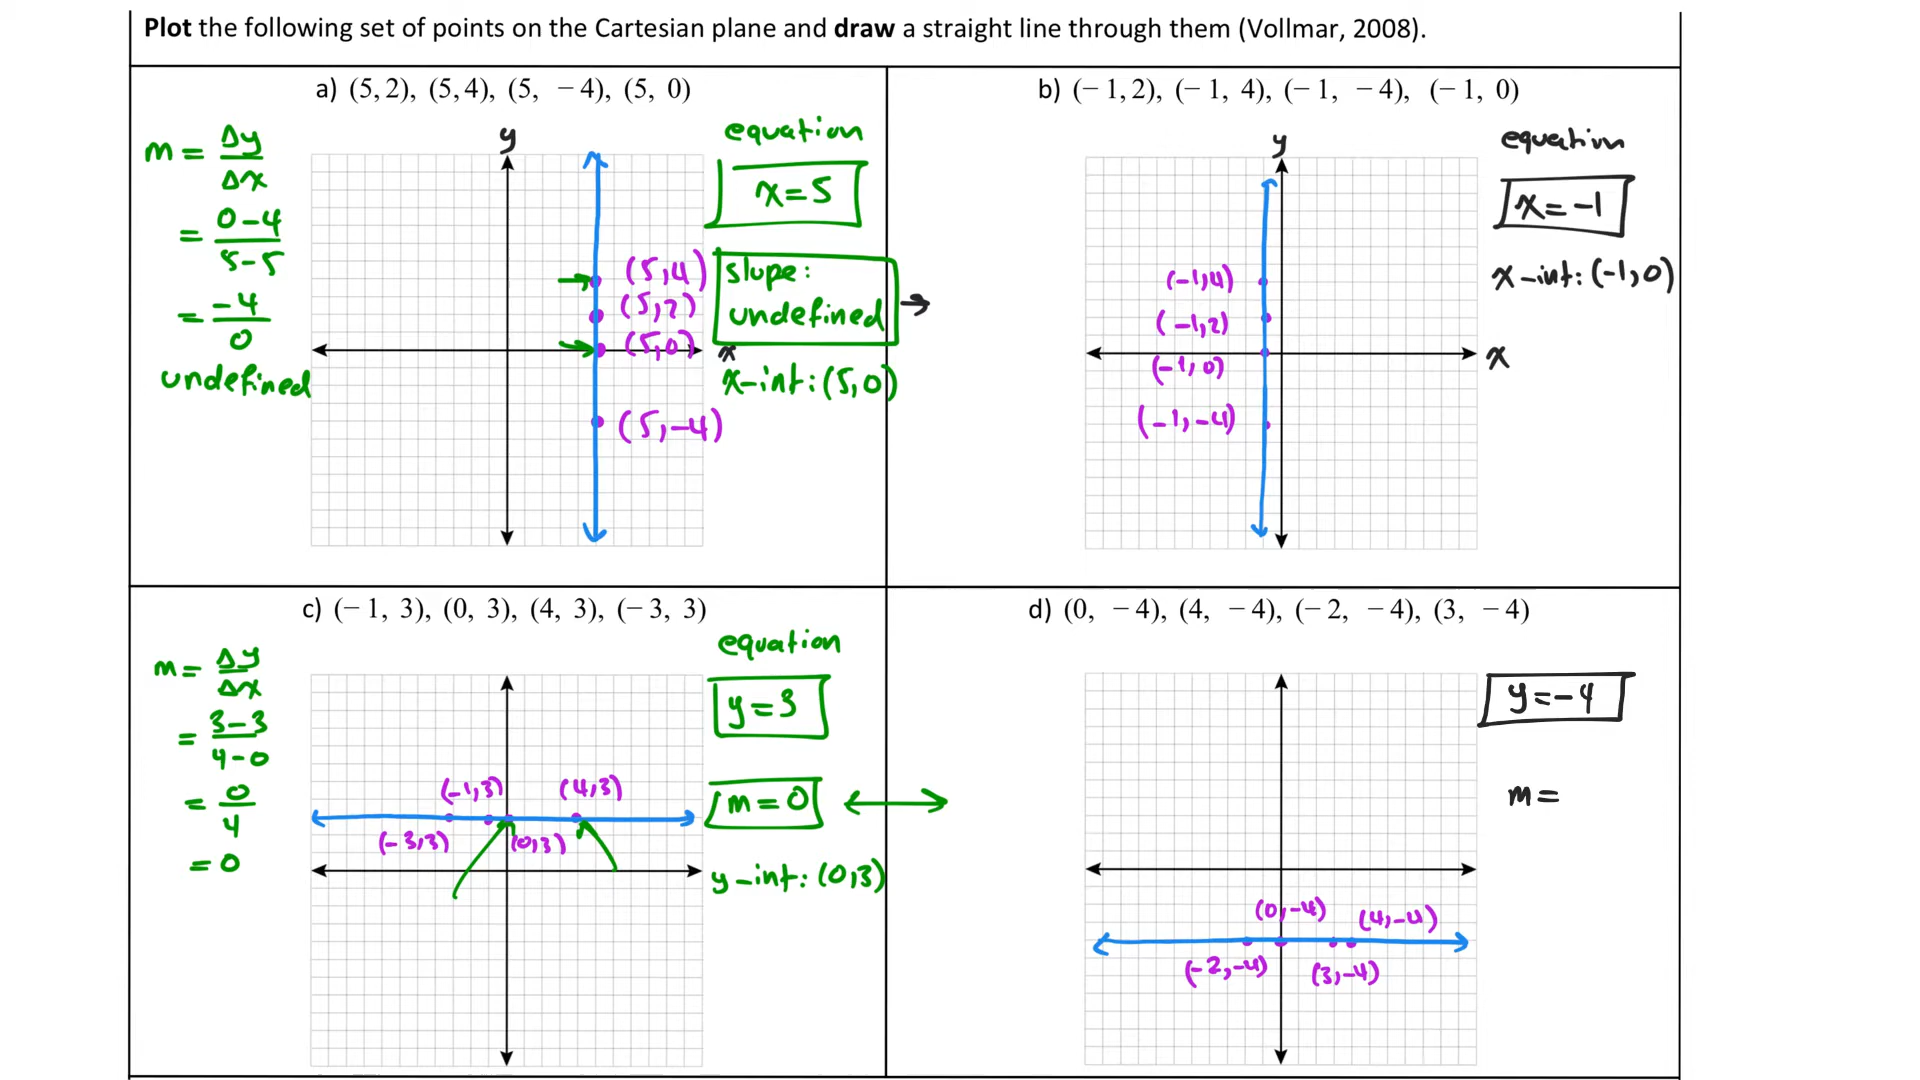 Plot the following set of points on the Cartesian plane and draw a straight line through them (Vollmar, 2008).
a) (5,2), (5,4), (5, −4), (5, 0)
m = Δy/Δx
= 0−4/5−5
= −4/0
undefined
y
(5,4)
(5,2)
(5,0)
(5,−4)
x
equation
x=5
slope:
undefined
x-int:(5,0)
b) (−1,2), (−1, 4), (−1, −4), (−1, 0)
y
(-1,4)
(-1,2)
(-1,0)
(-1,-4)
x
equation
x=-1
x-int:(-1,0)
c) (−1, 3), (0, 3), (4, 3), (−3, 3)
m = Δy/Δx
= 3−3/4−0
= 0/4
= 0
(-1,3)
(4,3)
(-3,3)
(0,3)
equation
y=3
m=0
y-int:(0,3)
d) (0, −4), (4, −4), (−2, −4), (3, −4)
(0,-4)
(4,-4)
(-2,-4)
(3,-4)
y=-4
m=